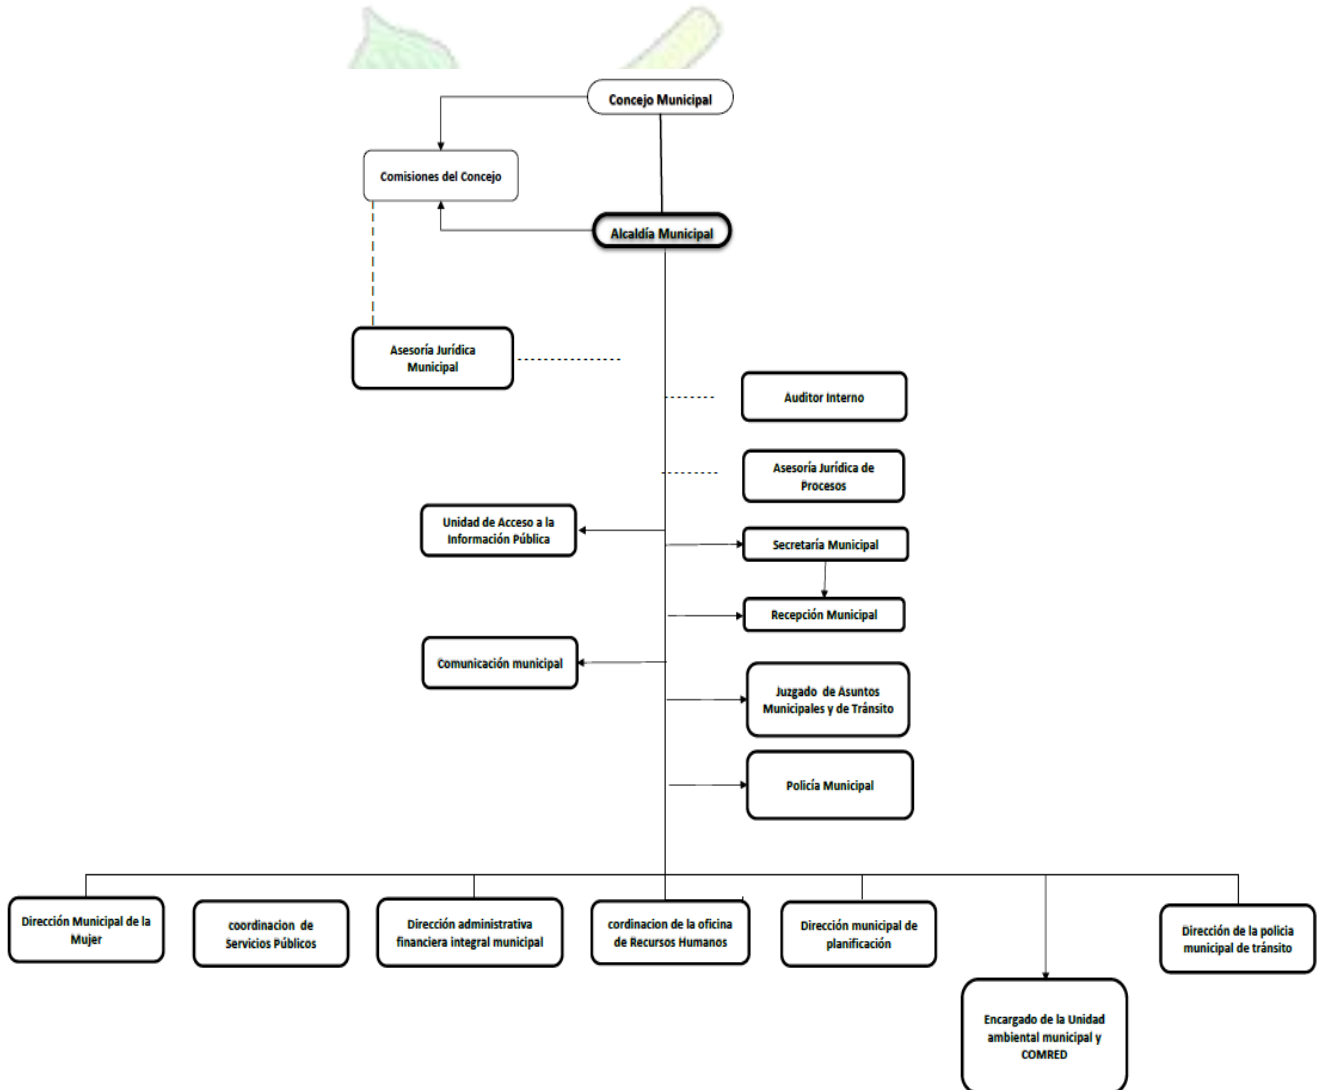 Concejo Municipal
Comisiones del Concejo
Alcaldía Municipal
Asesoría Jurídica
Municipal
Auditor Interno
Asesoría Jurídica de
Procesos
Unidad de Acceso a la
Información Pública
Secretaría Municipal
Recepción Municipal
Comunicación municipal
Juzgado de Asuntos
Municipales y de Tránsito
Policía Municipal
Dirección Municipal de la
Mujer
coordinacion de
Servicios Públicos
Dirección administrativa
financiera integral municipal
cordinacion de la oficina
de Recursos Humanos
Dirección municipal de
planificación
Encargado de la Unidad
ambiental municipal y
COMRED
Dirección de la policia
municipal de tránsito